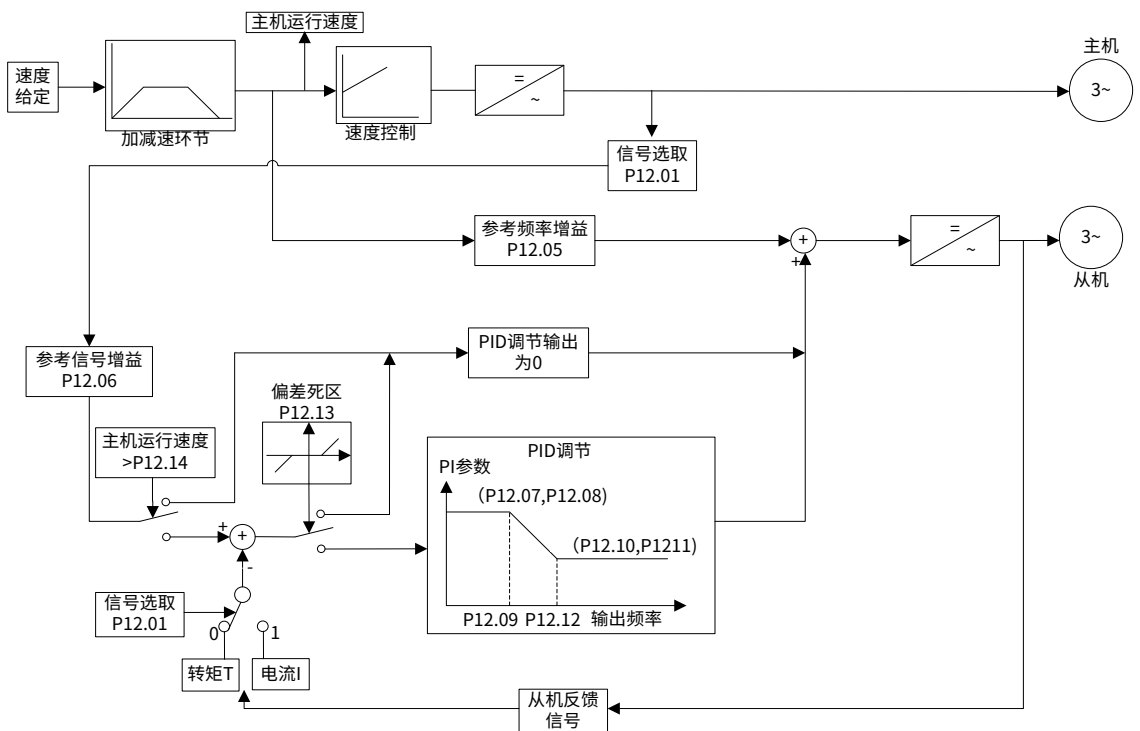 主机运行速度
主机
速度
给定
=
~
3~
加减速环节
速度控制
信号选取
P12.01
参考频率增益
P12.05
+
+
=
~
3~
从机
参考信号增益
P12.06
PID调节输出
为0
偏差死区
P12.13
主机运行速度
>P12.14
PID调节
PI参数
（P12.07,P12.08)
（P12.10,P1211)
P12.09
P12.12
输出频率
+
+
-
信号选取
P12.01
0
1
转矩T
电流I
从机反馈
信号